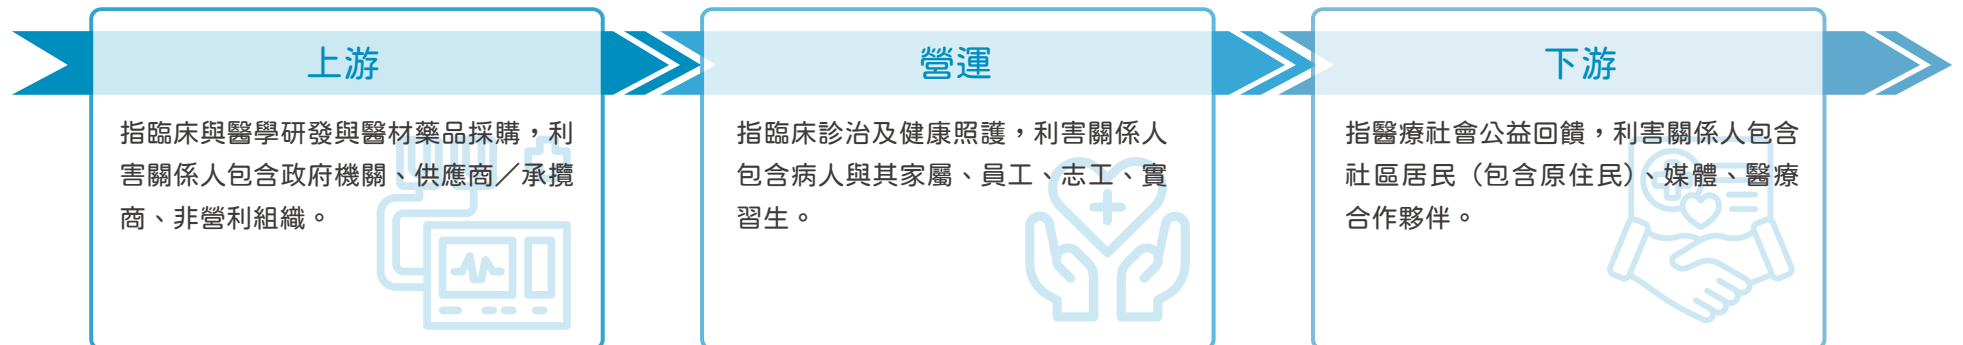 上游
指臨床與醫學研發與醫材藥品採購，利
害關係人包含政府機關、供應商／承攬
商、非營利組織。
營運
指臨床診治及健康照護，利害關係人
包含病人與其家屬、員工、志工、實
習生。
下游
指醫療社會公益回饋，利害關係人包含
社區居民（包含原住民）、媒體、醫療
合作夥伴。